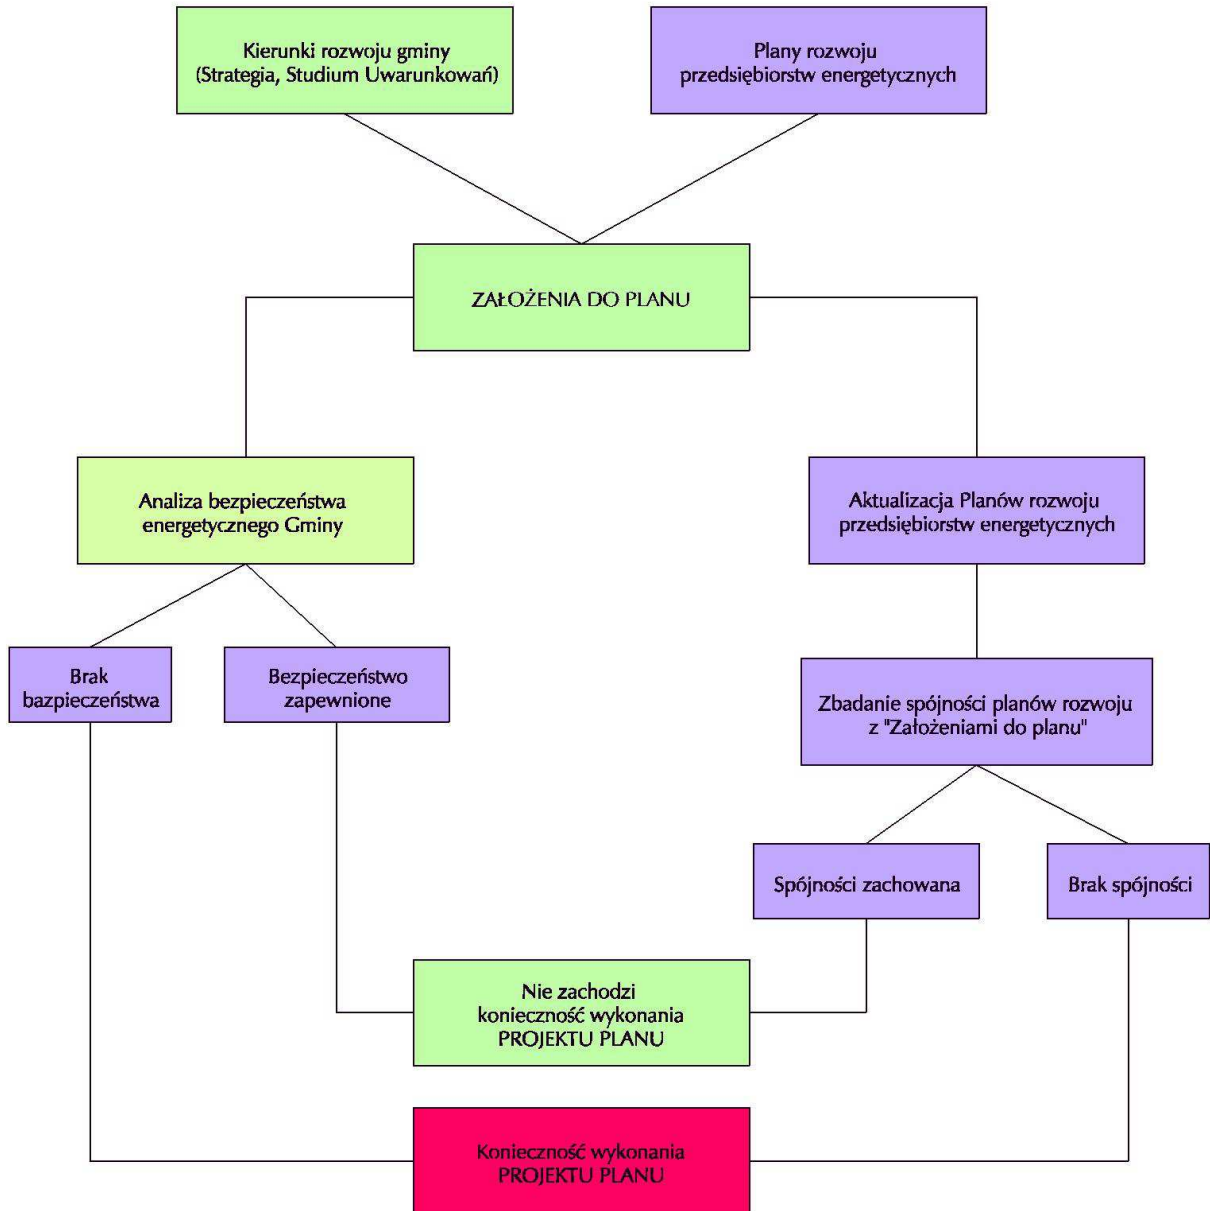 Kierunki rozwoju gminy
(Strategia, Studium Uwarunkowań)
Plany rozwoju
przedsiębiorstw energetycznych
ZAŁOŻENIA DO PLANU
Analiza bezpieczeństwa
energetycznego Gminy
Aktualizacja Planów rozwoju
przedsiębiorstw energetycznych
Brak
bazpieczeństwa
Bezpieczeństwo
zapewnione
Zbadanie spójności planów rozwoju
z "Założeniami do planu"
Spójności zachowana
Brak spójności
Nie zachodzi
konieczność wykonania
PROJEKTU PLANU
Konieczność wykonania
PROJEKTU PLANU